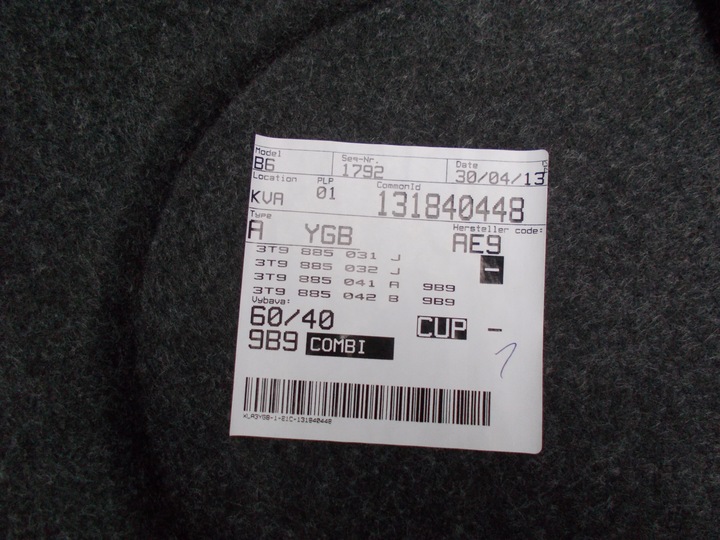 Model Seq-Nr. Date
B6 1792 30/04/13
Location PLP CommonId
KVA 01 131840448
Type Hersteller code:
A YGB AE9
3T9 885 031 J
3T9 885 032 J -
3T9 885 041 A 9B9
3T9 885 042 B 9B9
Vybava:
60/40 CUP -
9B9 COMBI
1